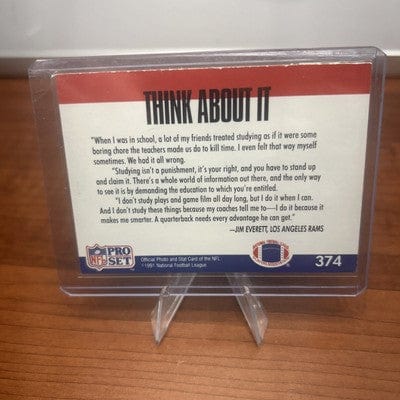 THINK ABOUT IT
"When I was in school, a lot of my friends treated studying as if it were some
boring chore the teachers made us do to kill time. I even felt that way myself
sometimes. We had it all wrong.
"Studying isn't a punishment, it's your right, and you have to stand up
and claim it. There's a whole world of information out there, and the only way
to see it is by demanding the education to which you're entitled.
"I don't study plays and game film all day long, but I do it when I can.
And I don't study these things because my coaches tell me to—I do it because it
makes me smarter. A quarterback needs every advantage he can get."
—JIM EVERETT, LOS ANGELES RAMS
NFL PRO SET
Official Photo and Stat Card of the NFL
©1991 National Football League.
374